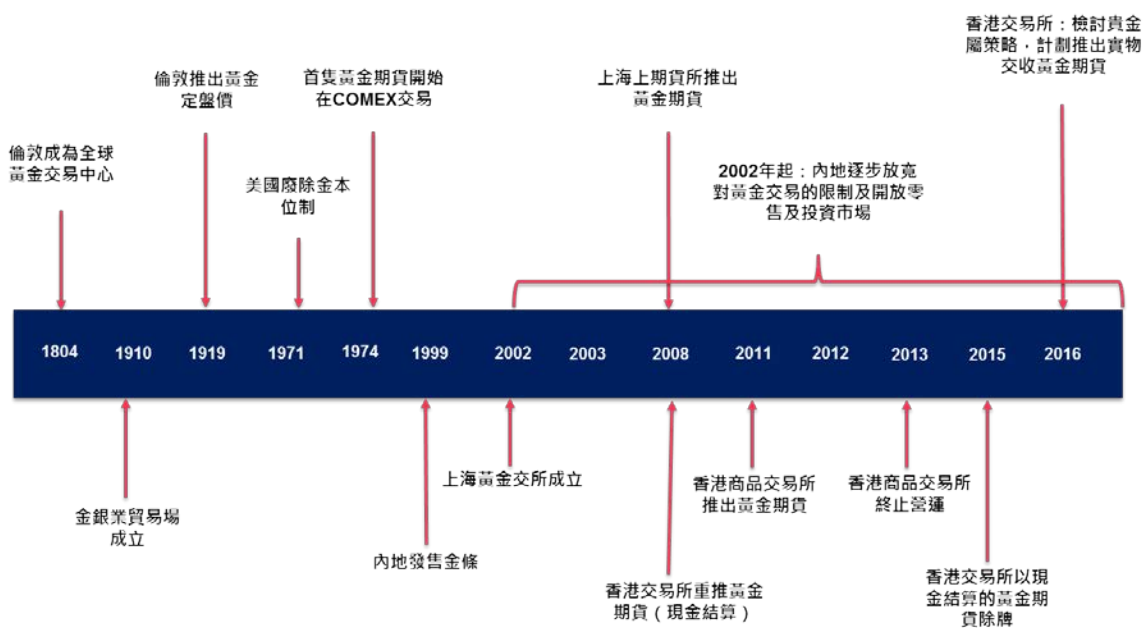 香港交易所：檢討貴金
屬策略，計劃推出實物
交收黃金期貨
倫敦推出黃金
定盤價
首隻黃金期貨開始
在COMEX交易
上海上期貨所推出
黃金期貨
倫敦成為全球
黃金交易中心
美國廢除金本
位制
2002年起：內地逐步放寬
對黃金交易的限制及開放零
售及投資市場
1804 1910 1919 1971 1974 1999 2002 2003 2008 2011 2012 2013 2015 2016
金銀業貿易場
成立
內地發售金條
上海黃金交所成立
香港交易所重推黃金
期貨（現金結算）
香港商品交易所
推出黃金期貨
香港商品交易所
終止營運
香港交易所以現
金結算的黃金期
貨除牌